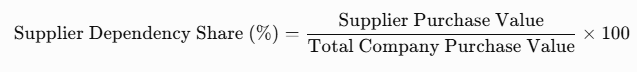 Supplier Dependency Share (%) = Supplier Purchase Value / Total Company Purchase Value × 100